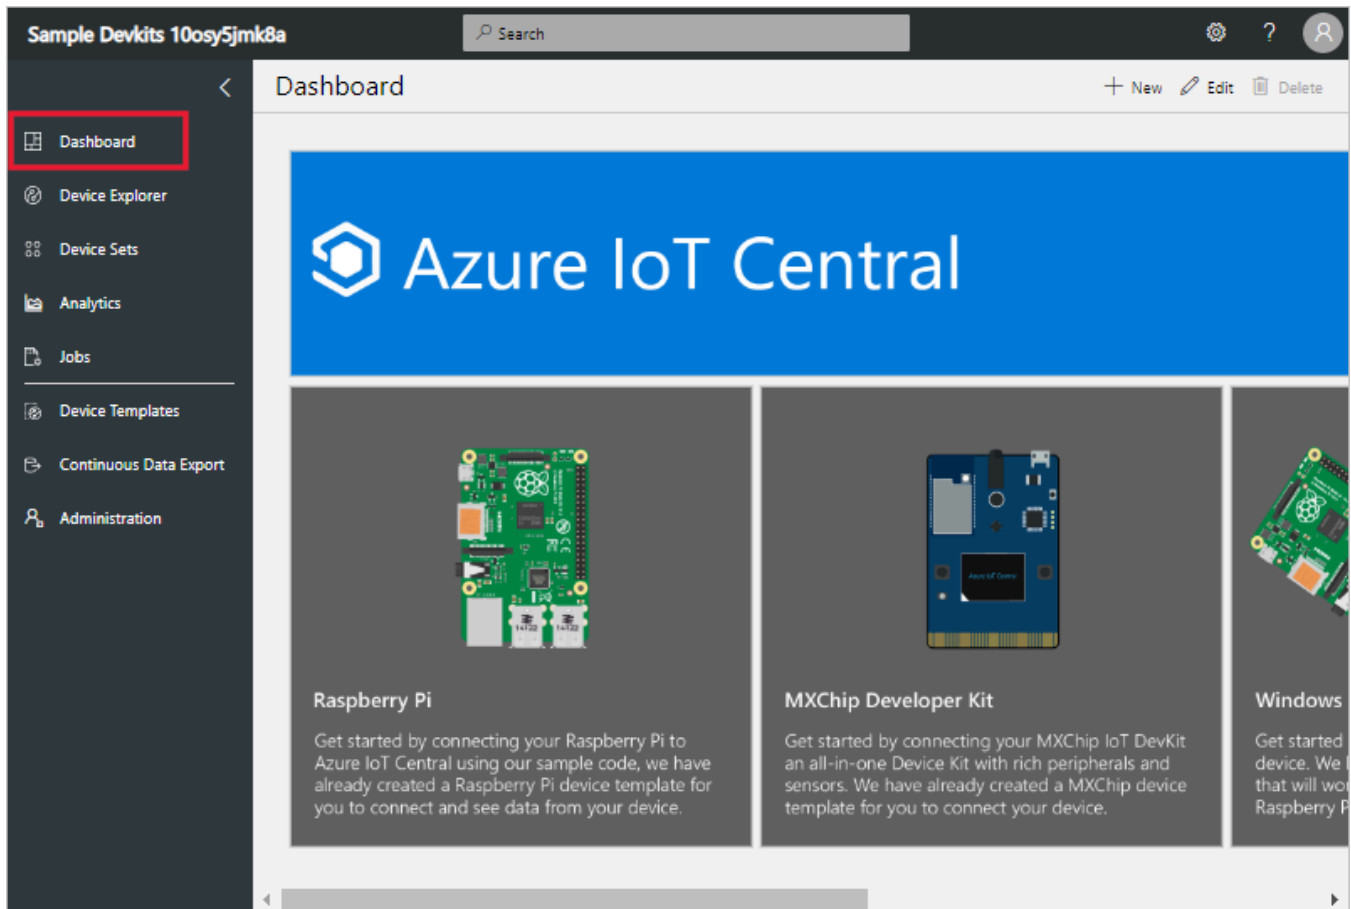 Sample Devkits 10osy5jmk8a
Search
?
Dashboard
+ New
Edit
Delete
Dashboard
Device Explorer
Device Sets
Analytics
Jobs
Device Templates
Continuous Data Export
Administration
Azure IoT Central
Azure IoT Central
14122
14122
Raspberry Pi
Get started by connecting your Raspberry Pi to
Azure IoT Central using our sample code, we have
already created a Raspberry Pi device template for
you to connect and see data from your device.
MXChip Developer Kit
Get started by connecting your MXChip IoT DevKit
an all-in-one Device Kit with rich peripherals and
sensors. We have already created a MXChip device
template for you to connect your device.
Windows
Get started
device. We
that will
Raspberry